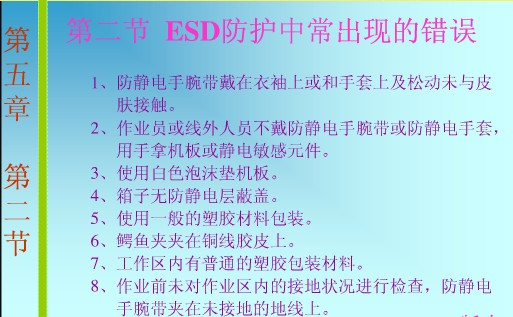 第五章 第二节
第二节 ESD防护中常出现的错误
1、防静电手腕带戴在衣袖上或和手套上及松动未与皮
肤接触。
2、作业员或线外人员不戴防静电手腕带或防静电手套，
用于拿机板或静电敏感元件。
3、使用白色泡沫垫机板。
4、箱子无防静电层蔽盖。
5、使用一般的塑胶材料包装。
6、鳄鱼夹夹在铜线胶皮上。
7、工作区内有普通的塑胶包装材料。
8、作业前未对作业区内的接地状况进行检查，防静电
手腕带夹在未接地的地线上。